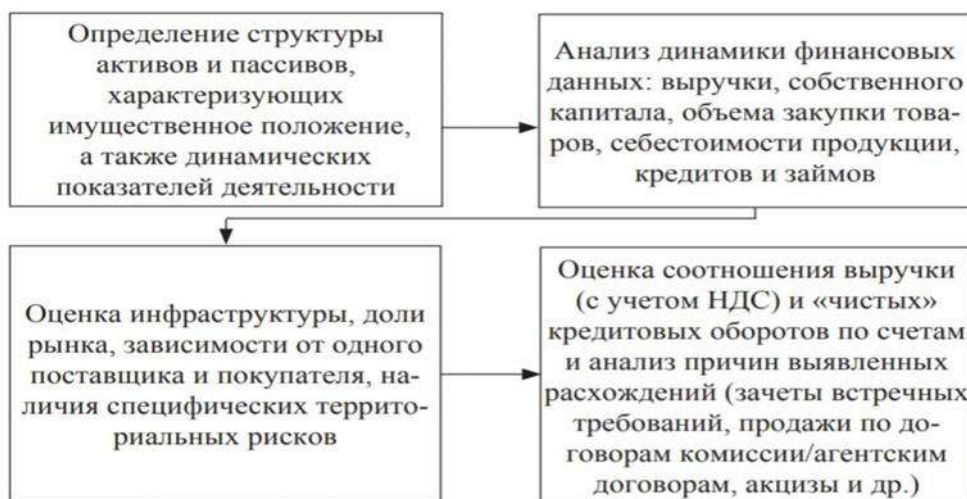 Определение структуры
активов и пассивов,
характеризующих
имущественное положение,
а также динамических
показателей деятельности
Анализ динамики финансовых
данных: выручки, собственного
капитала, объема закупки това-
ров, себестоимости продукции,
кредитов и займов
Оценка инфраструктуры, доли
рынка, зависимости от одного
поставщика и покупателя, на-
личия специфических террито-
риальных рисков
Оценка соотношения выручки
(с учетом НДС) и «чистых»
кредитовых оборотов по счетам
и анализ причин выявленных
расхождений (зачеты встречных
требований, продажи по до-
говорам комиссии/агентским
договорам, акцизы и др.)